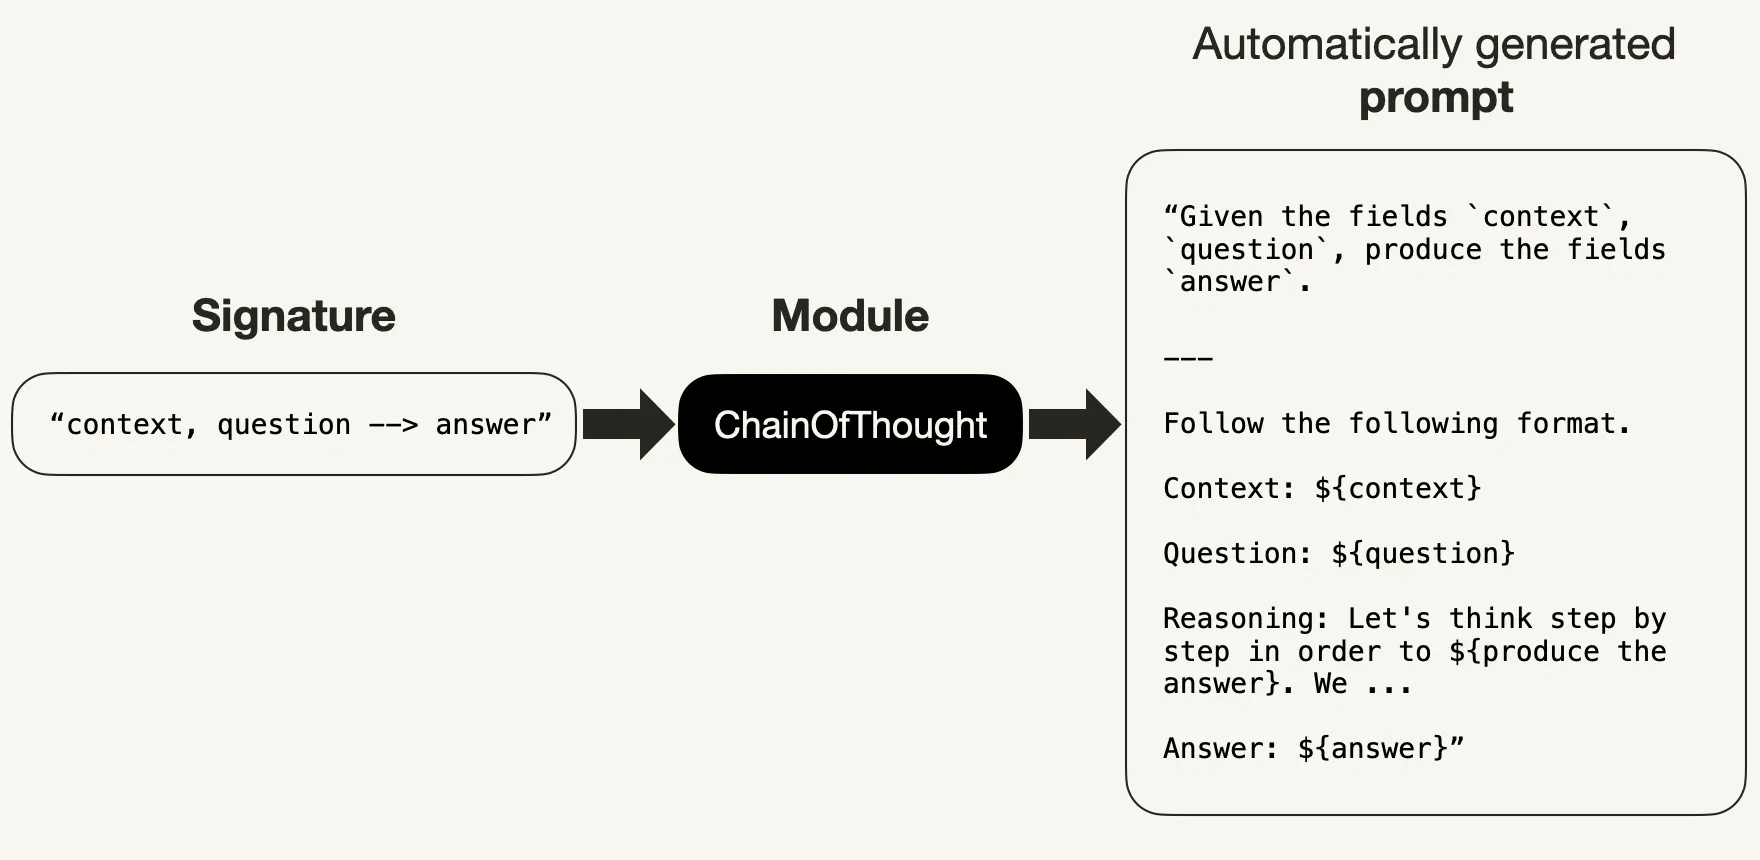 Signature
“context, question --> answer”
Module
ChainOfThought
Automatically generated
prompt
“Given the fields `context`,
`question`, produce the fields
`answer`.
---
Follow the following format.
Context: ${context}
Question: ${question}
Reasoning: Let's think step by
step in order to ${produce the
answer}. We ...
Answer: ${answer}”